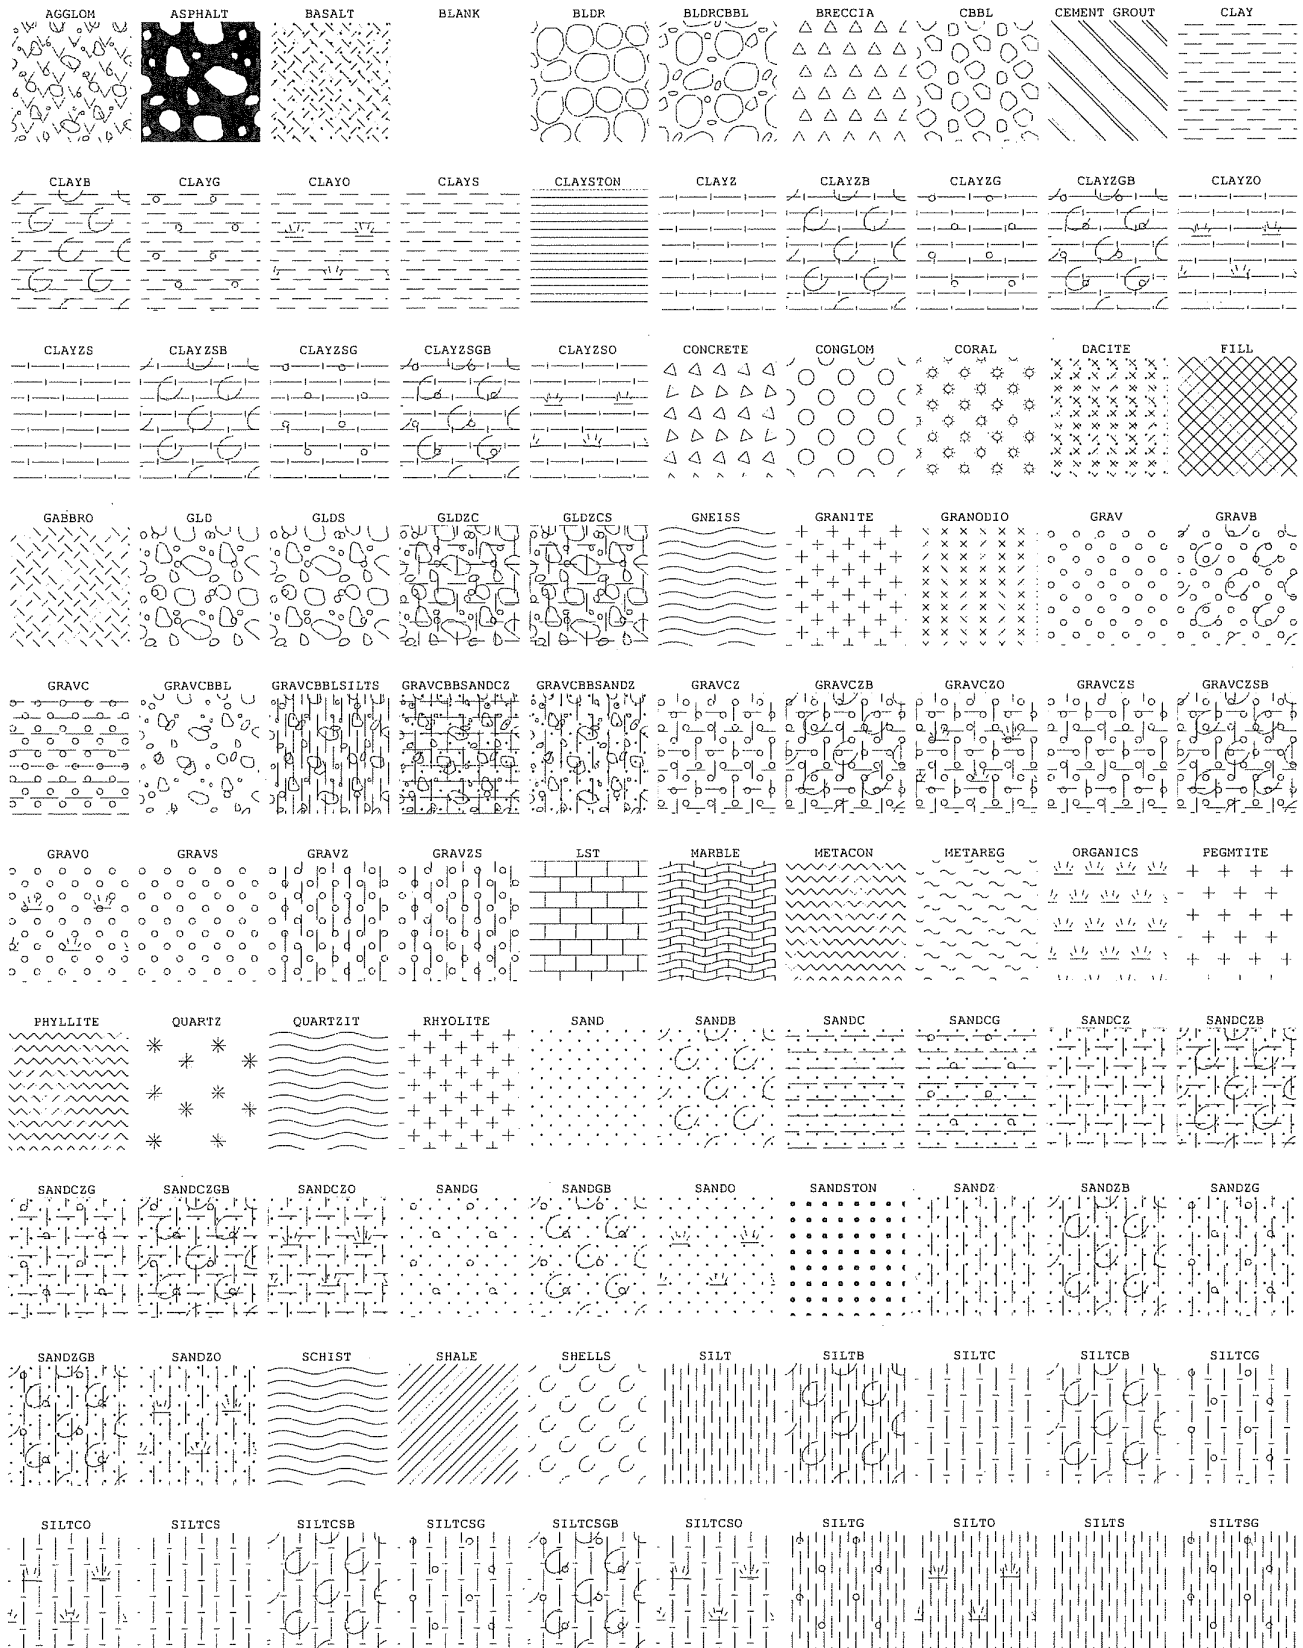 AGGLOM ASPHALT BASALT BLANK BLDR BLDRCBBL BRECCIA CBBL CEMENT GROUT CLAY
CLAYB CLAYG CLAYO CLAYS CLAYSTON CLAYZ CLAYZB CLAYZG CLAYZGB CLAYZO
CLAYZS CLAYZSB CLAYZSG CLAYZSGB CLAYZSO CONCRETE CONGLOM CORAL DACITE FILL
GABBRO GLD GLDS GLDZC GLDZCS GNEISS GRANITE GRANODIO GRAV GRAVB
GRAVC GRAVCBBL GRAVCBBLSILTS GRAVCBBSANDCZ GRAVCBBSANDZ GRAVCZ GRAVCZB GRAVCZO GRAVCZS GRAVCZSB
GRAVO GRAVS GRAVZ GRAVZS LST MARBLE METACON METAREG ORGANICS PEGMTITE
PHYLLITE QUARTZ QUARTZIT RHYOLITE SAND SANDB SANDC SANDCG SANDCZ SANDCZB
SANDCZG SANDCZGB SANDCZO SANDG SANDGB SANDO SANDSTON SANDZ SANDZB SANDZG
SANDZGB SANDZO SCHIST SHALE SHELLS SILT SILTB SILTC SILTCB SILTCG
SILTCO SILTCS SILTCSB SILTCSG SILTCSGB SILTCSO SILTG SILTO SILTS SILTSG